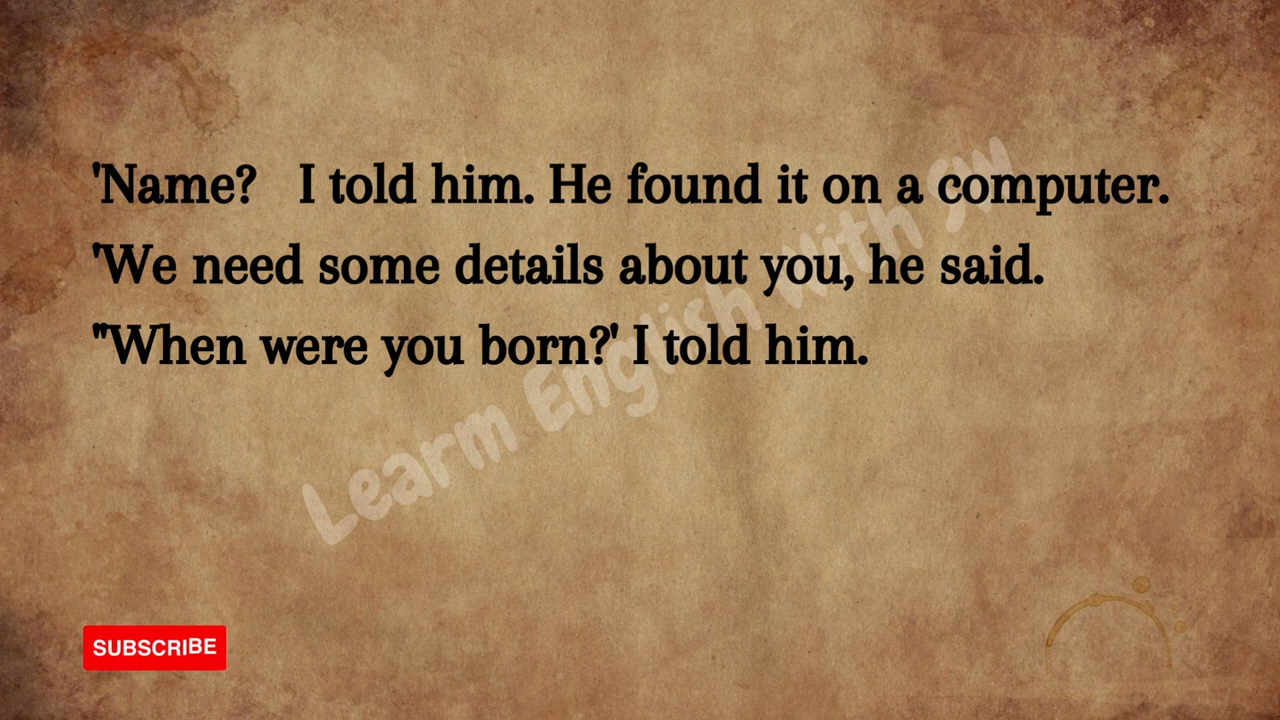 'Name?   I told him. He found it on a computer.
'We need some details about you, he said.
"When were you born?' I told him.
Learm English with SW
SUBSCRIBE